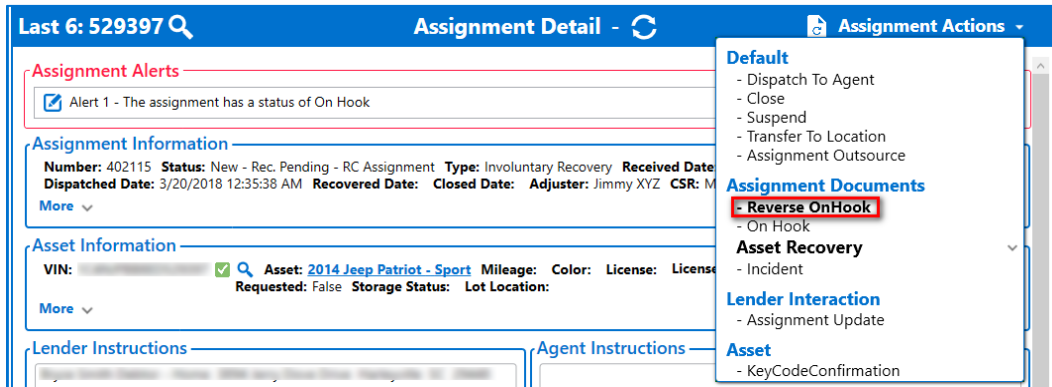 Last 6: 529397
Assignment Detail -
Assignment Actions
Assignment Alerts
Alert 1 - The assignment has a status of On Hook
Assignment Information
Number: 402115 Status: New - Rec. Pending - RC Assignment Type: Involuntary Recovery Received Date
Dispatched Date: 3/20/2018 12:35:38 AM Recovered Date: Closed Date: Adjuster: Jimmy XYZ CSR: M
More
Asset Information
VIN: Asset: 2014 Jeep Patriot - Sport Mileage: Color: License: License
Requested: False Storage Status: Lot Location:
More
Lender Instructions
Agent Instructions
Default
- Dispatch To Agent
- Close
- Suspend
- Transfer To Location
- Assignment Outsource
Assignment Documents
- Reverse OnHook
- On Hook
Asset Recovery
- Incident
Lender Interaction
- Assignment Update
Asset
- KeyCodeConfirmation